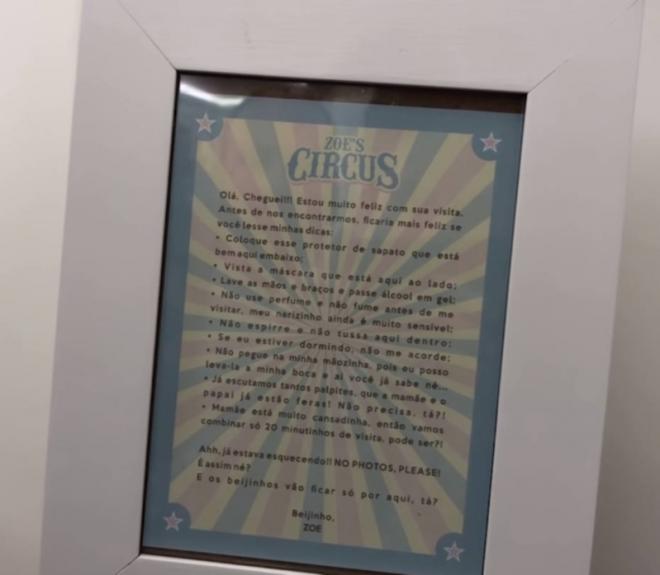 ZOE'S
CIRCUS
Olá, Cheguei!!! Estou muito feliz com sua visita.
Antes de nos encontrarmos, ficaria mais feliz se
você lesse minhas dicas:
• Coloque esse protetor de sapato que está
bem aqui embaixo;
• Vista a máscara que está aqui ao lado;
• Lave as mãos e braços e passe álcool em gel;
• Não use perfume e não fume antes de me
visitar, meu narizinho ainda é muito sensível;
• Não espirre e não tussa aqui dentro;
• Se eu estiver dormindo, não me acorde;
• Não pegue na minha mãozinha, pois eu posso
leva-la a minha boca e aí você já sabe né...
• Já escutamos tantos palpites, que a mamãe e o
papai já estão feras! Não precisa, tá?!
• Mamãe está muito cansadinha, então vamos
combinar só 20 minutinhos de visita, pode ser?!
Ahh, já estava esquecendo!! NO PHOTOS, PLEASE!
É assim né?
E os beijinhos vão ficar só por aqui, tá?
Beijinho,
ZOE